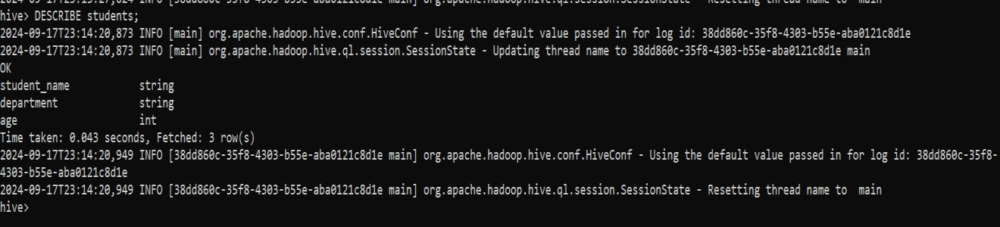 2024-09-17T23:13:27,024 INFO [38dd860c-35f8-4303-b55e-aba0121c8d1e main] org.apache.hadoop.hive.ql.session.SessionState - Resetting thread name to  main
hive> DESCRIBE students;
2024-09-17T23:14:20,873 INFO [main] org.apache.hadoop.hive.conf.HiveConf - Using the default value passed in for log id: 38dd860c-35f8-4303-b55e-aba0121c8d1e
2024-09-17T23:14:20,873 INFO [main] org.apache.hadoop.hive.ql.session.SessionState - Updating thread name to 38dd860c-35f8-4303-b55e-aba0121c8d1e main
OK
student_name            string
department              string
age                     int
Time taken: 0.043 seconds, Fetched: 3 row(s)
2024-09-17T23:14:20,949 INFO [38dd860c-35f8-4303-b55e-aba0121c8d1e main] org.apache.hadoop.hive.conf.HiveConf - Using the default value passed in for log id: 38dd860c-35f8-
4303-b55e-aba0121c8d1e
2024-09-17T23:14:20,949 INFO [38dd860c-35f8-4303-b55e-aba0121c8d1e main] org.apache.hadoop.hive.ql.session.SessionState - Resetting thread name to  main
hive>